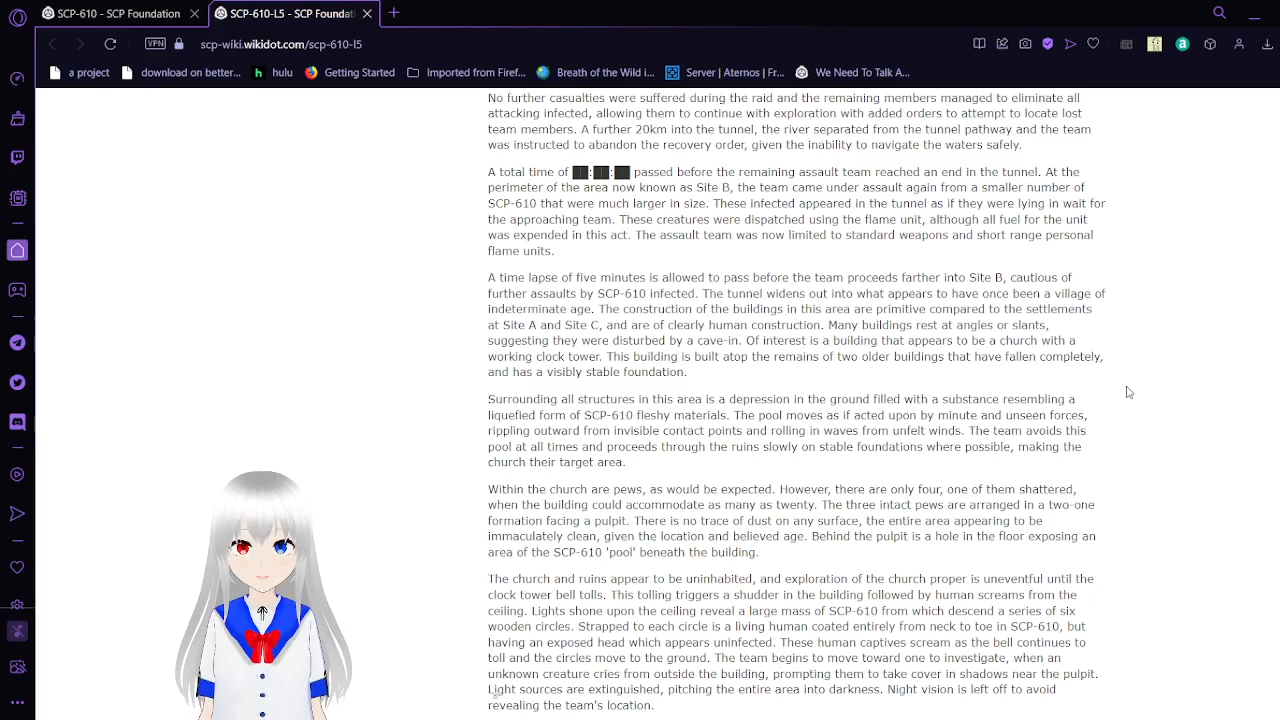 SCP-610 - SCP Foundation
SCP-610-L5 - SCP Foundati
VPN
scp-wiki.wikidot.com/scp-610-l5
a project
download on better...
hulu
Getting Started
Imported from Firef...
Breath of the Wild i...
Server | Aternos | Fr...
We Need To Talk A...
No further casualties were suffered during the raid and the remaining members managed to eliminate all
attacking infected, allowing them to continue with exploration with added orders to attempt to locate lost
team members. A further 20km into the tunnel, the river separated from the tunnel pathway and the team
was instructed to abandon the recovery order, given the inability to navigate the waters safely.
A total time of ██:██:██ passed before the remaining assault team reached an end in the tunnel. At the
perimeter of the area now known as Site B, the team came under assault again from a smaller number of
SCP-610 that were much larger in size. These infected appeared in the tunnel as if they were lying in wait for
the approaching team. These creatures were dispatched using the flame unit, although all fuel for the unit
was expended in this act. The assault team was now limited to standard weapons and short range personal
flame units.
A time lapse of five minutes is allowed to pass before the team proceeds farther into Site B, cautious of
further assaults by SCP-610 infected. The tunnel widens out into what appears to have once been a village of
indeterminate age. The construction of the buildings in this area are primitive compared to the settlements
at Site A and Site C, and are of clearly human construction. Many buildings rest at angles or slants,
suggesting they were disturbed by a cave-in. Of interest is a building that appears to be a church with a
working clock tower. This building is built atop the remains of two older buildings that have fallen completely,
and has a visibly stable foundation.
Surrounding all structures in this area is a depression in the ground filled with a substance resembling a
liquefied form of SCP-610 fleshy materials. The pool moves as if acted upon by minute and unseen forces,
rippling outward from invisible contact points and rolling in waves from unfelt winds. The team avoids this
pool at all times and proceeds through the ruins slowly on stable foundations where possible, making the
church their target area.
Within the church are pews, as would be expected. However, there are only four, one of them shattered,
when the building could accommodate as many as twenty. The three intact pews are arranged in a two-one
formation facing a pulpit. There is no trace of dust on any surface, the entire area appearing to be
immaculately clean, given the location and believed age. Behind the pulpit is a hole in the floor exposing an
area of the SCP-610 'pool' beneath the building.
The church and ruins appear to be uninhabited, and exploration of the church proper is uneventful until the
clock tower bell tolls. This tolling triggers a shudder in the building followed by human screams from the
ceiling. Lights shone upon the ceiling reveal a large mass of SCP-610 from which descend a series of six
wooden circles. Strapped to each circle is a living human coated entirely from neck to toe in SCP-610, but
having an exposed head which appears uninfected. These human captives scream as the bell continues to
toll and the circles move to the ground. The team begins to move toward one to investigate, when an
unknown creature cries from outside the building, prompting them to take cover in shadows near the pulpit.
Light sources are extinguished, pitching the entire area into darkness. Night vision is left off to avoid
revealing the team's location.